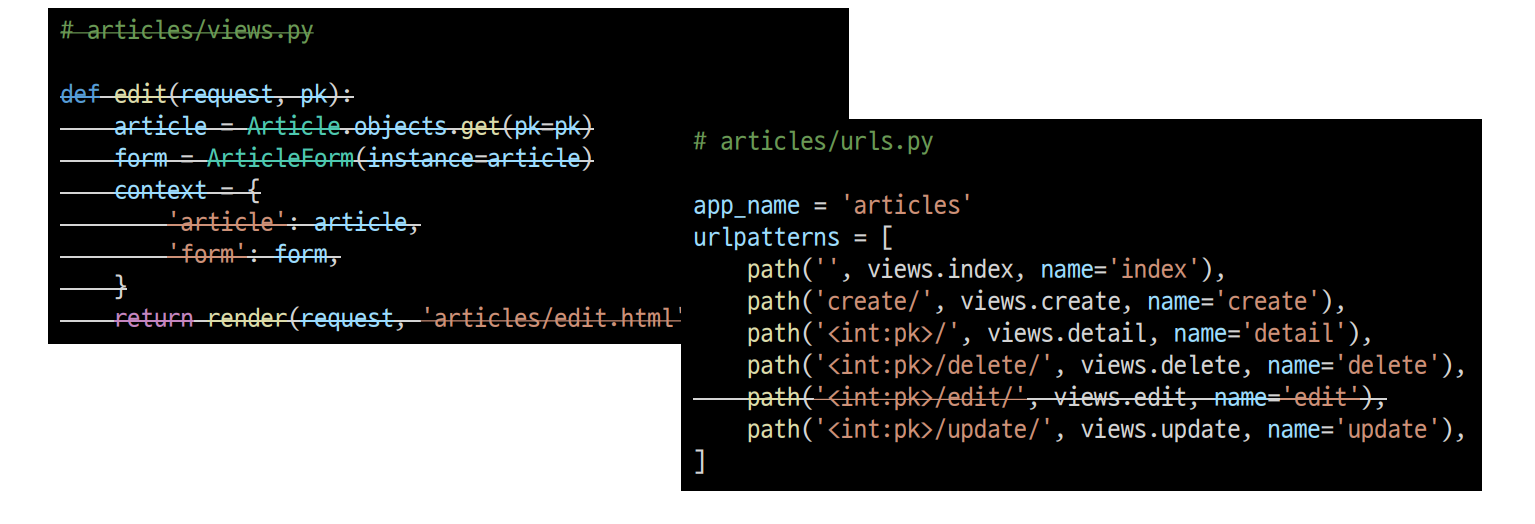 # articles/views.py
def edit(request, pk):
    article = Article.objects.get(pk=pk)
    form = ArticleForm(instance=article)
    context = {
        'article': article,
        'form': form,
    }
    return render(request, 'articles/edit.html'
# articles/urls.py
app_name = 'articles'
urlpatterns = [
    path('', views.index, name='index'),
    path('create/', views.create, name='create'),
    path('<int:pk>/', views.detail, name='detail'),
    path('<int:pk>/delete/', views.delete, name='delete'),
    path('<int:pk>/edit/', views.edit, name='edit'),
    path('<int:pk>/update/', views.update, name='update'),
]